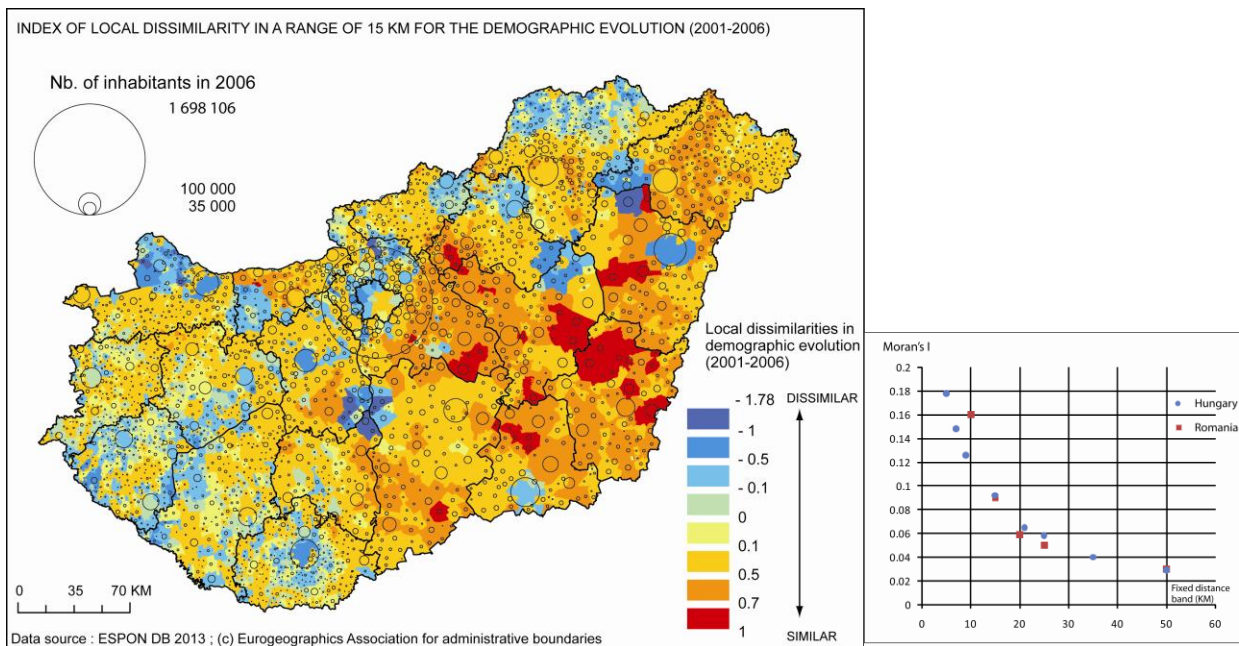 INDEX OF LOCAL DISSIMILARITY IN A RANGE OF 15 KM FOR THE DEMOGRAPHIC EVOLUTION (2001-2006)
Nb. of inhabitants in 2006
1 698 106
100 000
35 000
Local dissimilarities in
demographic evolution
(2001-2006)
- 1.78
DISSIMILAR
- 1
- 0.5
- 0.1
0
0.1
0.5
0.7
1
SIMILAR
0 35 70 KM
Data source : ESPON DB 2013 ; (c) Eurogeographics Association for administrative boundaries
Moran's I
0.2
0.18
0.16
0.14
0.12
0.1
0.08
0.06
0.04
0.02
0
Hungary
Romania
Fixed distance
band (KM)
0 10 20 30 40 50 60